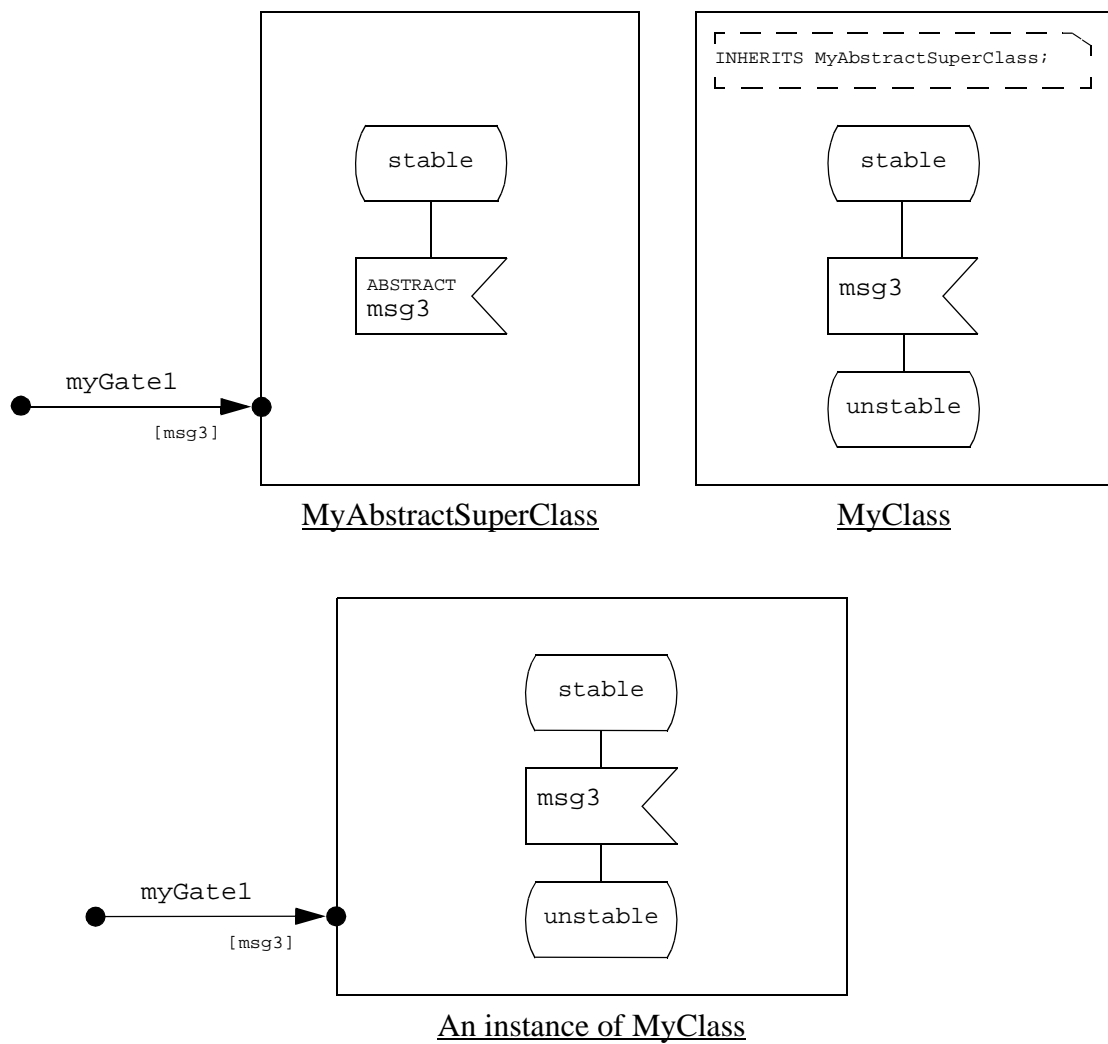 INHERITS MyAbstractSuperClass;
stable
stable
ABSTRACT
msg3
msg3
myGate1
[msg3]
unstable
MyAbstractSuperClass
MyClass
stable
msg3
myGate1
[msg3]
unstable
An instance of MyClass